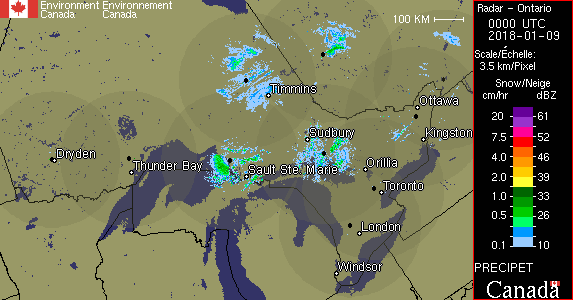 Environment Environnement
Canada Canada
100 KM
Timmins
Ottawa
Sudbury
Kingston
Dryden
Thunder Bay
Sault Ste. Marie
Orillia
Toronto
London
Windsor
Radar - Ontario
0000 UTC
2018-01-09
Scale/Échelle:
3.5 km/Pixel
Snow/Neige
cm/hr dBZ
20 61
7.5 52
4.0 46
2.0 39
1.0 33
0.5 26
0.1 10
PRECIPET
Canada